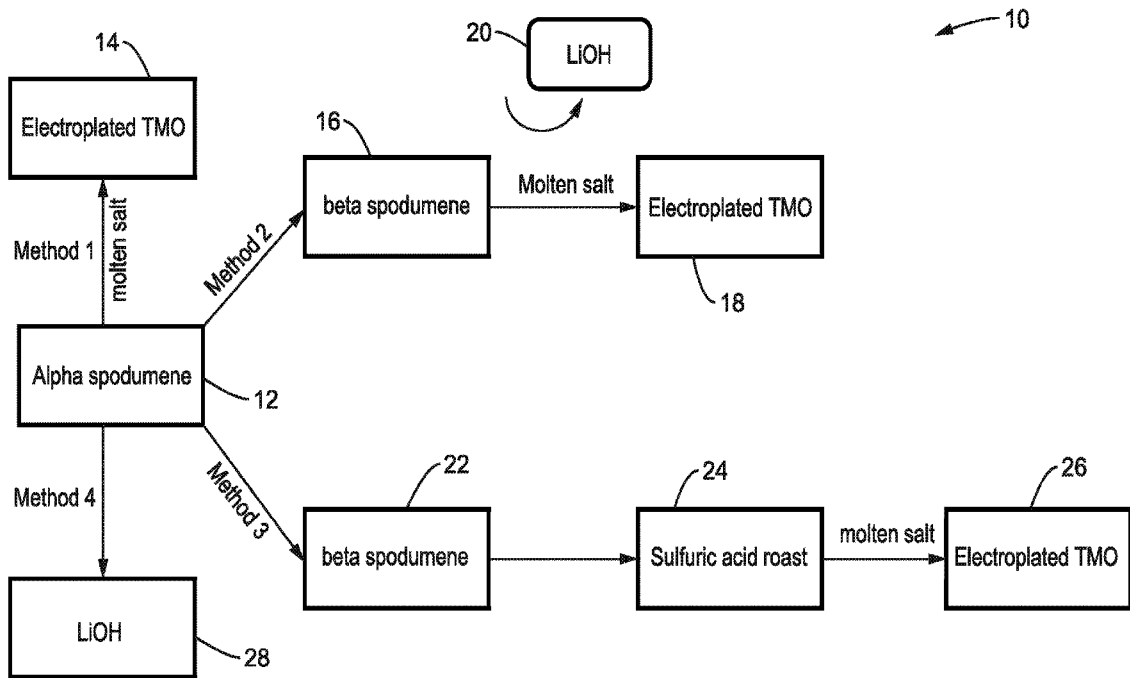 10
20
LiOH
14
Electroplated TMO
16
beta spodumene
Molten salt
Electroplated TMO
18
Method 1
molten salt
Method 2
Alpha spodumene
12
Method 3
Method 4
22
beta spodumene
24
Sulfuric acid roast
molten salt
26
Electroplated TMO
LiOH
28